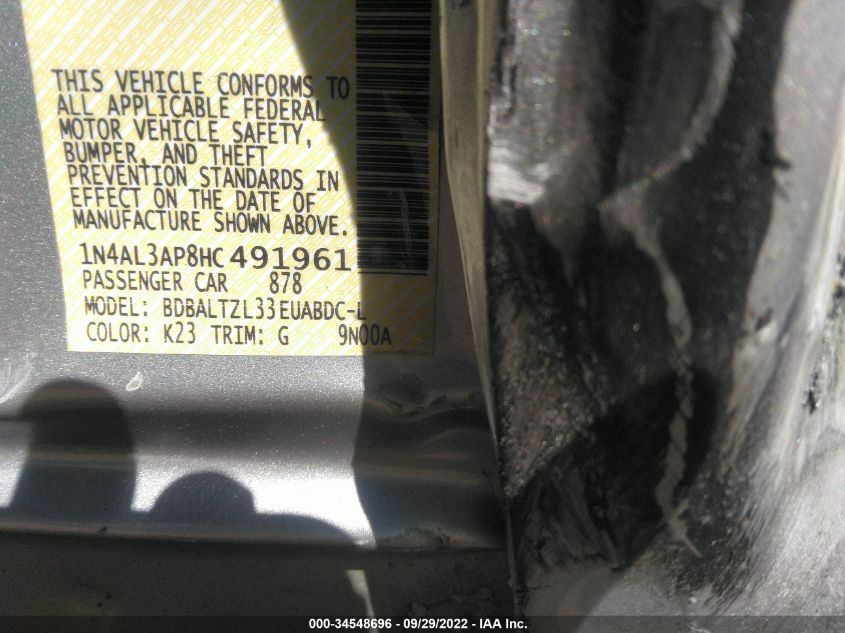 THIS VEHICLE CONFORMS TO
ALL APPLICABLE FEDERAL
MOTOR VEHICLE SAFETY,
BUMPER, AND THEFT
PREVENTION STANDARDS IN
EFFECT ON THE DATE OF
MANUFACTURE SHOWN ABOVE.
1N4AL3AP8HC491961
PASSENGER CAR 878
MODEL: BDBALTZL33EUABDC-L
COLOR: K23 TRIM: G 9N00A
000-34548696 - 09/29/2022 - IAA Inc.